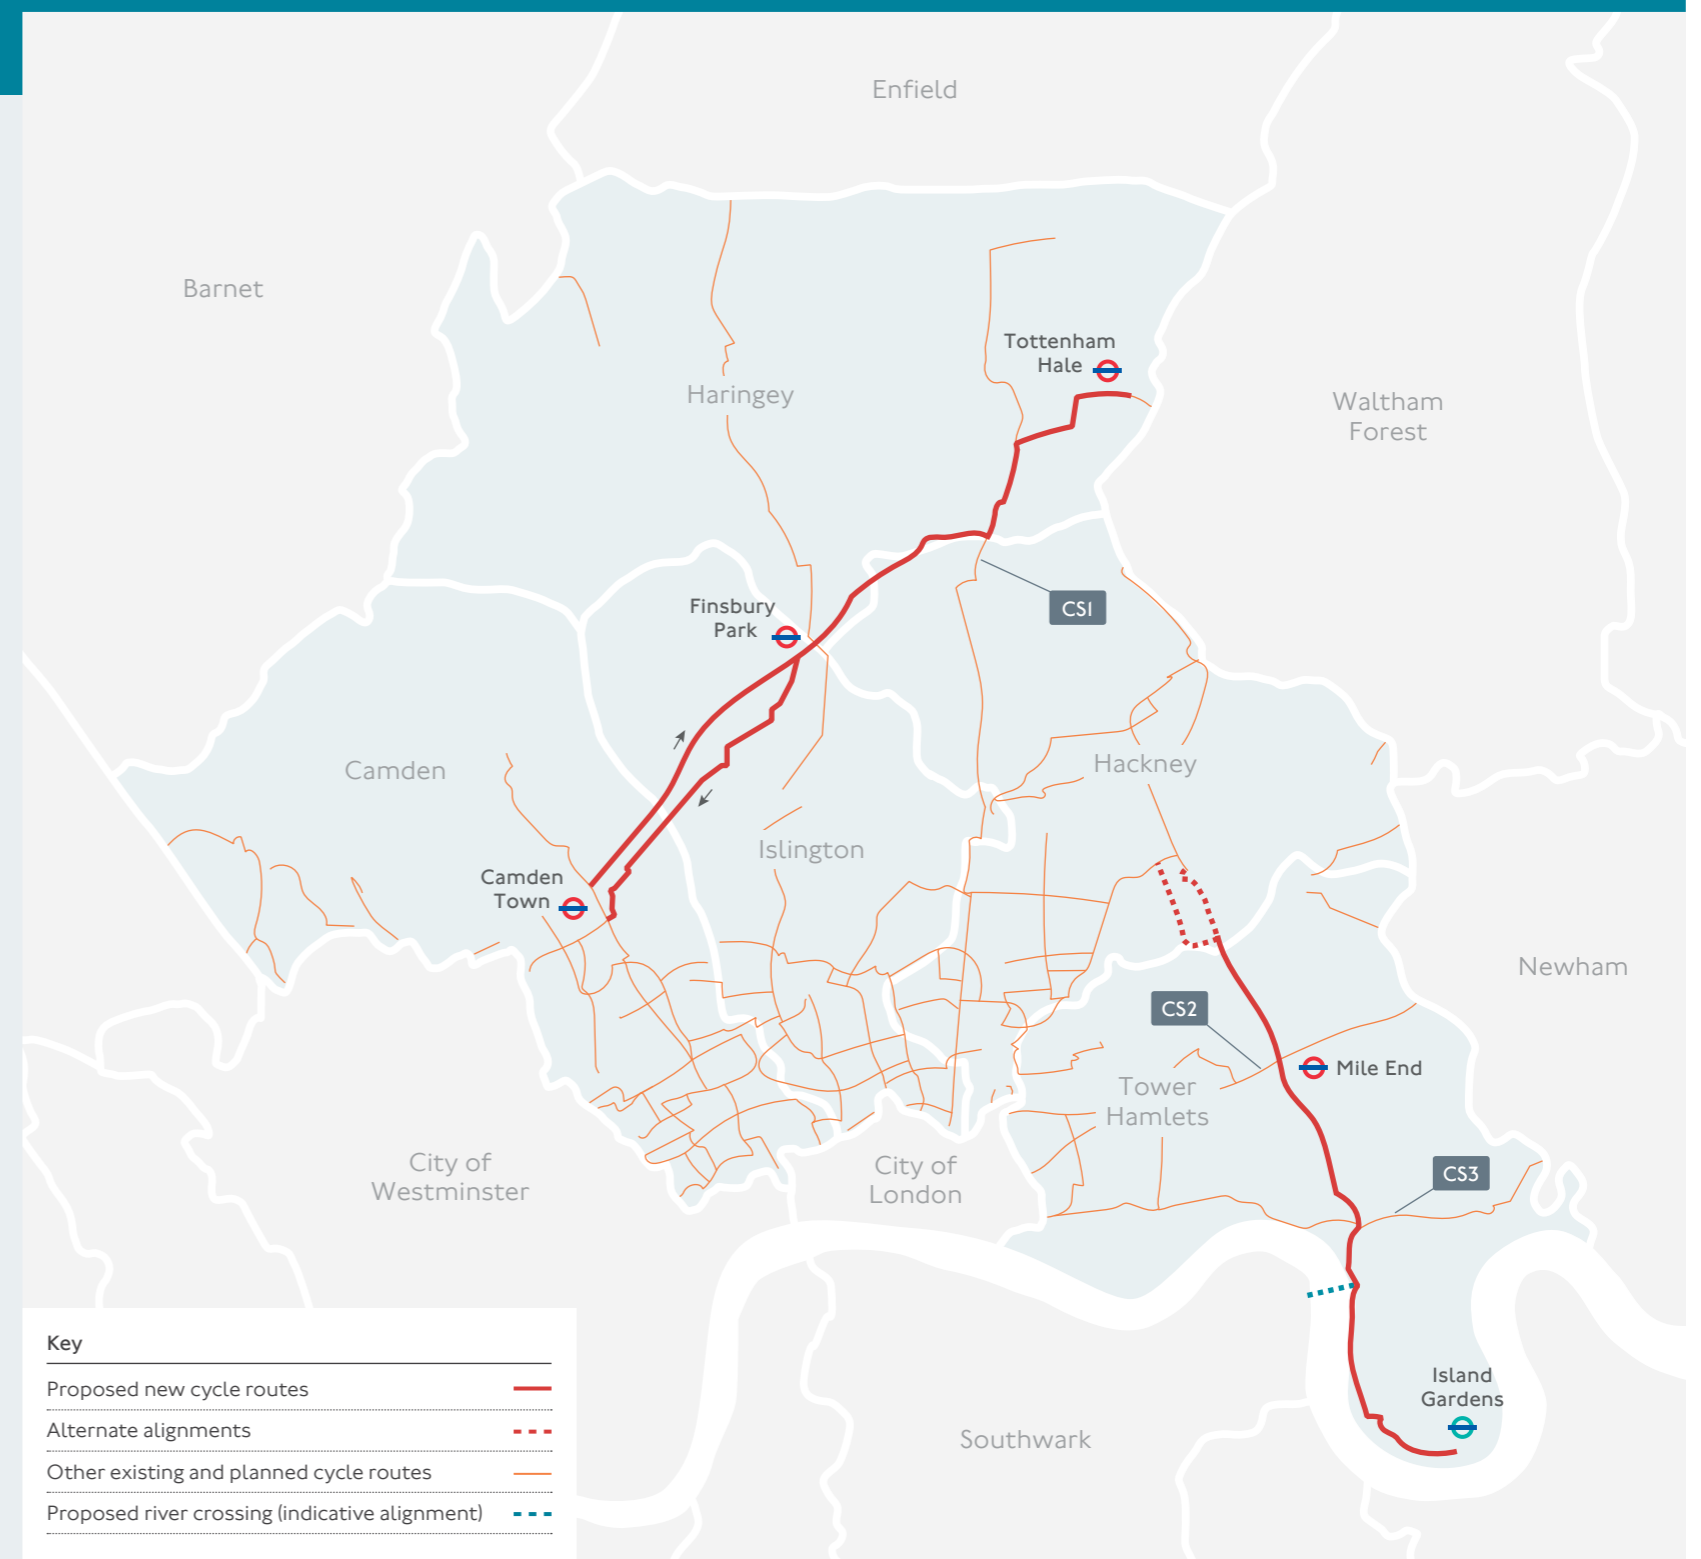 Enfield
Barnet
Tottenham
Hale
Haringey
Waltham
Forest
Finsbury
Park
CS1
Camden
Hackney
Islington
Camden
Town
Newham
CS2
Mile End
Tower
Hamlets
City of
Westminster
City of
London
CS3
Island
Gardens
Southwark
Key
Proposed new cycle routes
Alternate alignments
Other existing and planned cycle routes
Proposed river crossing (indicative alignment)